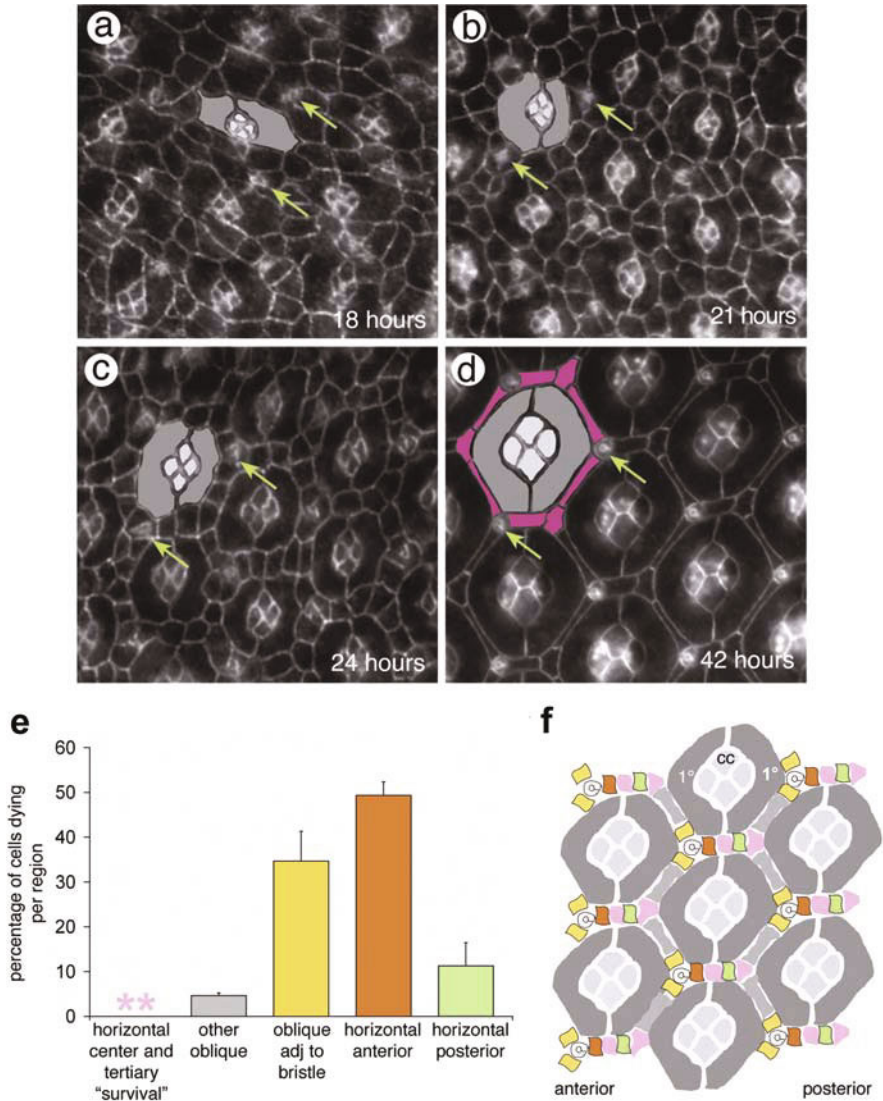 a
18 hours
b
21 hours
c
24 hours
d
42 hours
e
percentage of cells dying
per region
60
50
40
30
20
10
0
**
horizontal
center and
tertiary
“survival”
other
oblique
oblique
adj to
bristle
horizontal
anterior
horizontal
posterior
f
cc
1°
1°
anterior
posterior